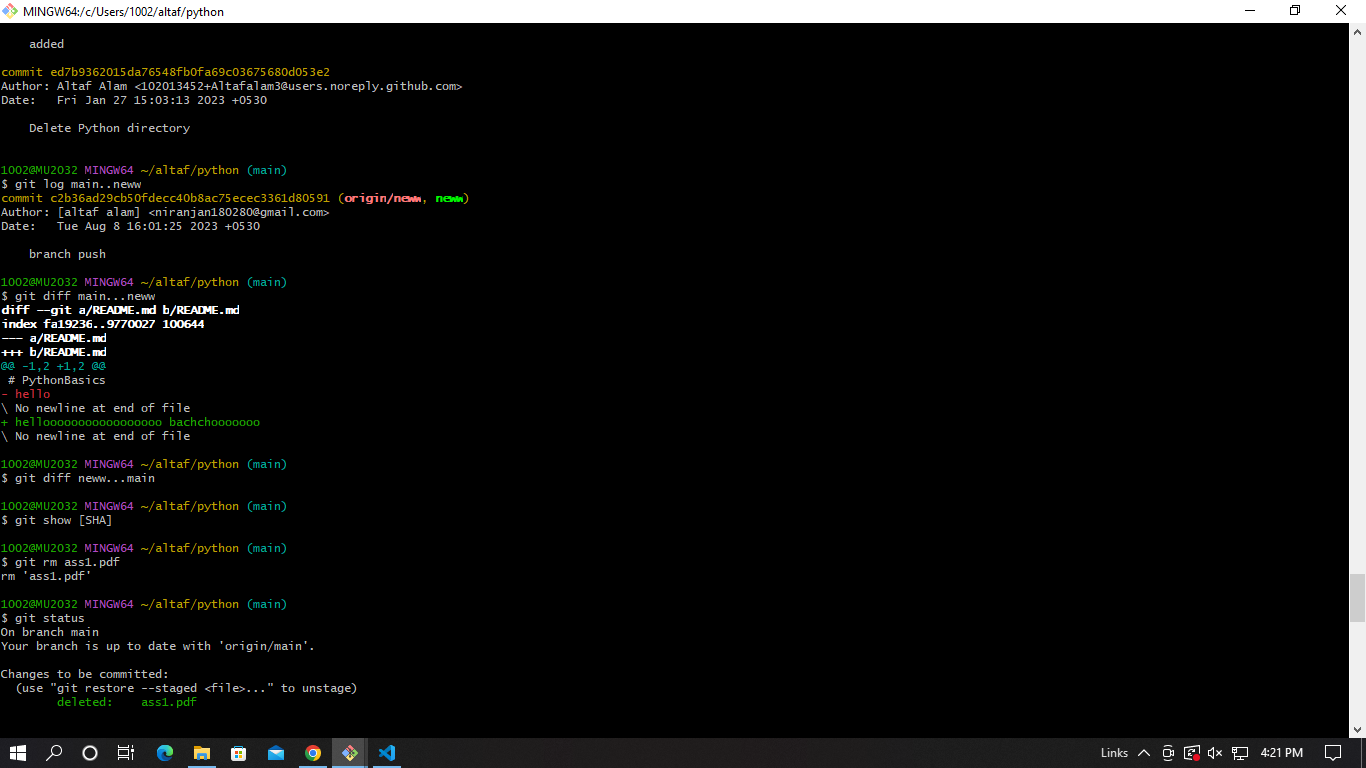 MINGW64:/c/Users/1002/altaf/python
added
commit ed7b9362015da76548fb0fa69c03675680d053e2
Author: Altaf Alam <102013452+Altafalam3@users.noreply.github.com>
Date:   Fri Jan 27 15:03:13 2023 +0530
Delete Python directory
1002@MU2032 MINGW64 ~/altaf/python (main)
$ git log main..neww
commit c2b36ad29cb50fdecc40b8ac75ecec3361d80591 (origin/neww, neww)
Author: [altaf alam] <niranjan180280@gmail.com>
Date:   Tue Aug 8 16:01:25 2023 +0530
branch push
1002@MU2032 MINGW64 ~/altaf/python (main)
$ git diff main...neww
diff --git a/README.md b/README.md
index fa19236..9770027 100644
--- a/README.md
+++ b/README.md
@@ -1,2 +1,2 @@
# PythonBasics
- hello
\ No newline at end of file
+ hellooooooooooooooooo bachchooooooo
\ No newline at end of file
1002@MU2032 MINGW64 ~/altaf/python (main)
$ git diff neww...main
1002@MU2032 MINGW64 ~/altaf/python (main)
$ git show [SHA]
1002@MU2032 MINGW64 ~/altaf/python (main)
$ git rm ass1.pdf
rm 'ass1.pdf'
1002@MU2032 MINGW64 ~/altaf/python (main)
$ git status
On branch main
Your branch is up to date with 'origin/main'.
Changes to be committed:
(use "git restore --staged <file>..." to unstage)
deleted:    ass1.pdf
Links
4:21 PM